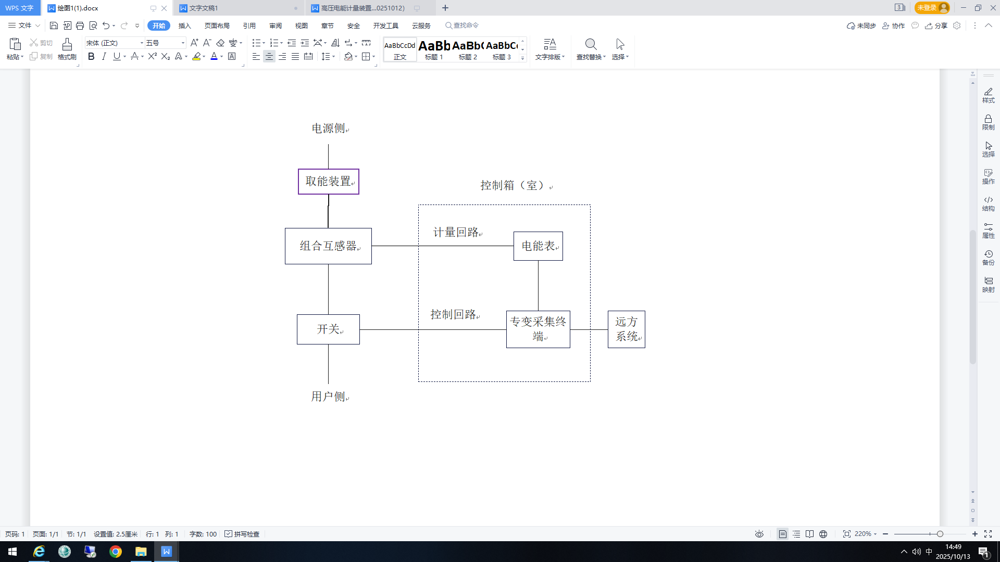 WPS 文字
绘图1(1).docx
文字文稿1
高压电能计量装置...0251012）
3
未登录
文件
开始
插入
页面布局
引用
审阅
视图
章节
安全
开发工具
云服务
查找命令
未同步
协作
分享
粘贴
剪切
复制
格式刷
宋体 (正文)
五号
AaBbCcDd
正文
AaBb
标题 1
AaBb(
标题 2
AaBbC(
标题 3
文字排版
查找替换
选择
样式
限制
选择
操作
结构
属性
备份
映射
电源侧
取能装置
控制箱（室）
计量回路
组合互感器
电能表
控制回路
开关
专变采集终
端
远方
系统
用户侧
页码: 1
页面: 1/1
节: 1/1
设置值: 2.5厘米
行: 1
列: 1
字数: 100
拼写检查
220%
中
14:49
2025/10/13
1